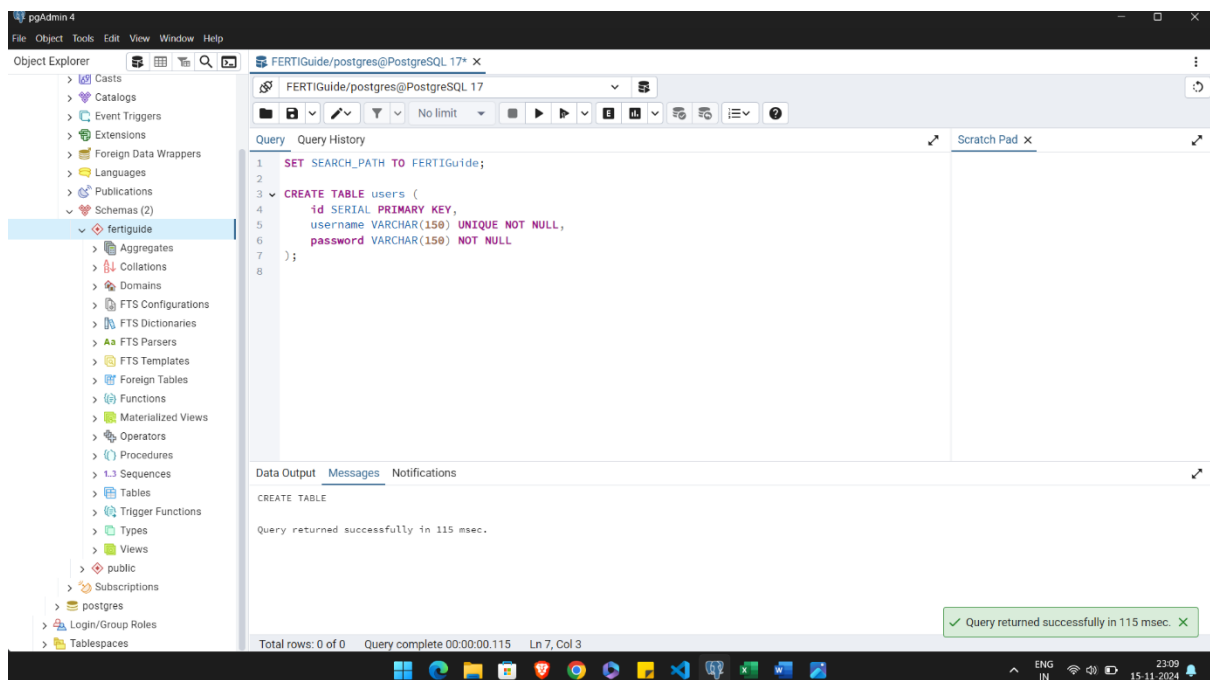 pgAdmin 4
File Object Tools Edit View Window Help
Object Explorer
FERTIGuide/postgres@PostgreSQL 17*
FERTIGuide/postgres@PostgreSQL 17
No limit
E
Query Query History
Scratch Pad
Casts
Catalogs
Event Triggers
Extensions
Foreign Data Wrappers
Languages
Publications
Schemas (2)
fertiguide
Aggregates
Collations
Domains
FTS Configurations
FTS Dictionaries
Aa FTS Parsers
FTS Templates
Foreign Tables
Functions
Materialized Views
Operators
Procedures
1..3 Sequences
Tables
Trigger Functions
Types
Views
public
Subscriptions
postgres
Login/Group Roles
Tablespaces
1 SET SEARCH_PATH TO FERTIGuide;
2
3 CREATE TABLE users (
4 id SERIAL PRIMARY KEY,
5 username VARCHAR(150) UNIQUE NOT NULL,
6 password VARCHAR(150) NOT NULL
7 );
8
Data Output Messages Notifications
CREATE TABLE
Query returned successfully in 115 msec.
Query returned successfully in 115 msec.
Total rows: 0 of 0 Query complete 00:00:00.115 Ln 7, Col 3
ENG
IN
23:09
15-11-2024